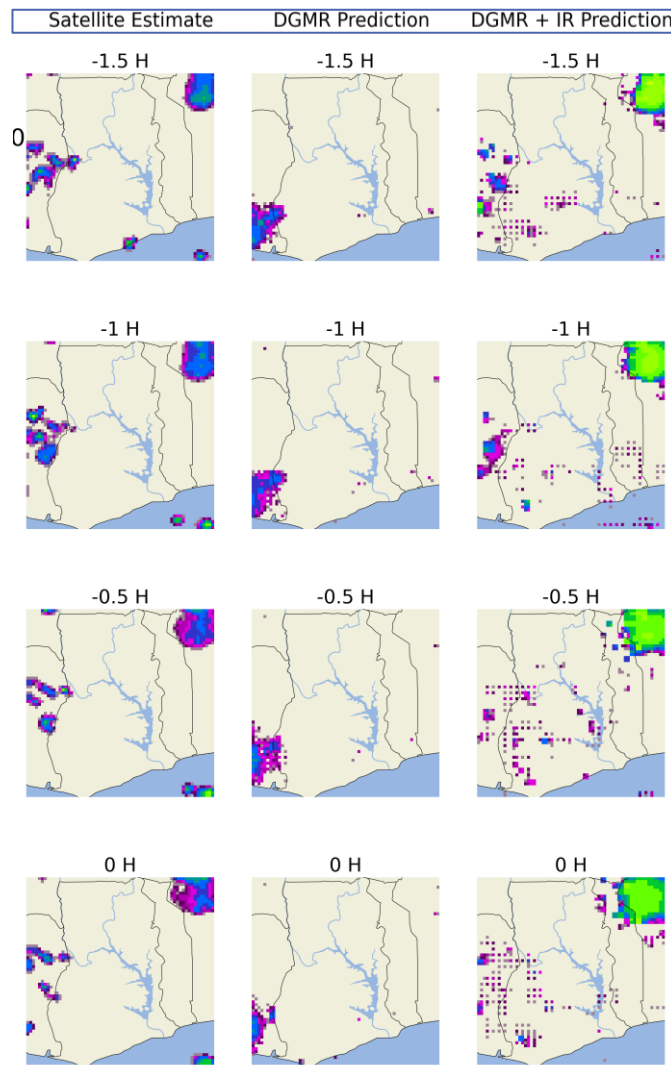 Satellite Estimate DGMR Prediction DGMR + IR Prediction
-1.5 H -1.5 H -1.5 H
0
-1 H -1 H -1 H
-0.5 H -0.5 H -0.5 H
0 H 0 H 0 H